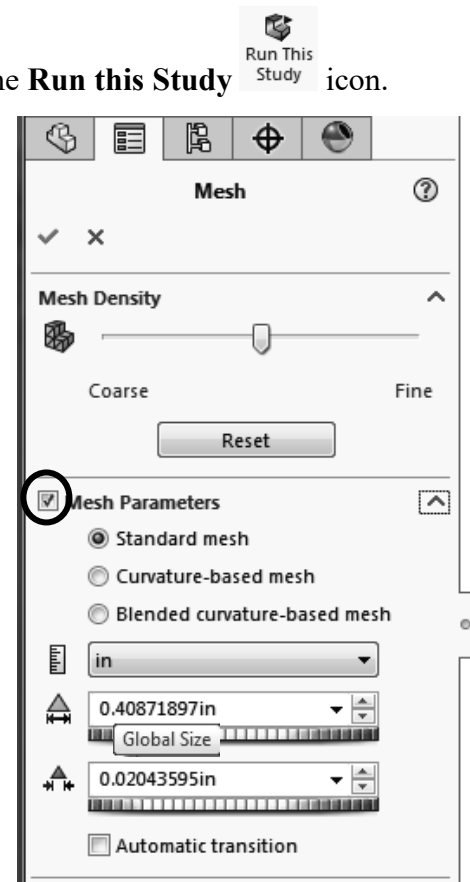 Run This
Study
ne Run this Study icon.
Mesh
Mesh Density
Coarse Fine
Reset
Mesh Parameters
Standard mesh
Curvature-based mesh
Blended curvature-based mesh
in
0.40871897in
Global Size
0.02043595in
Automatic transition